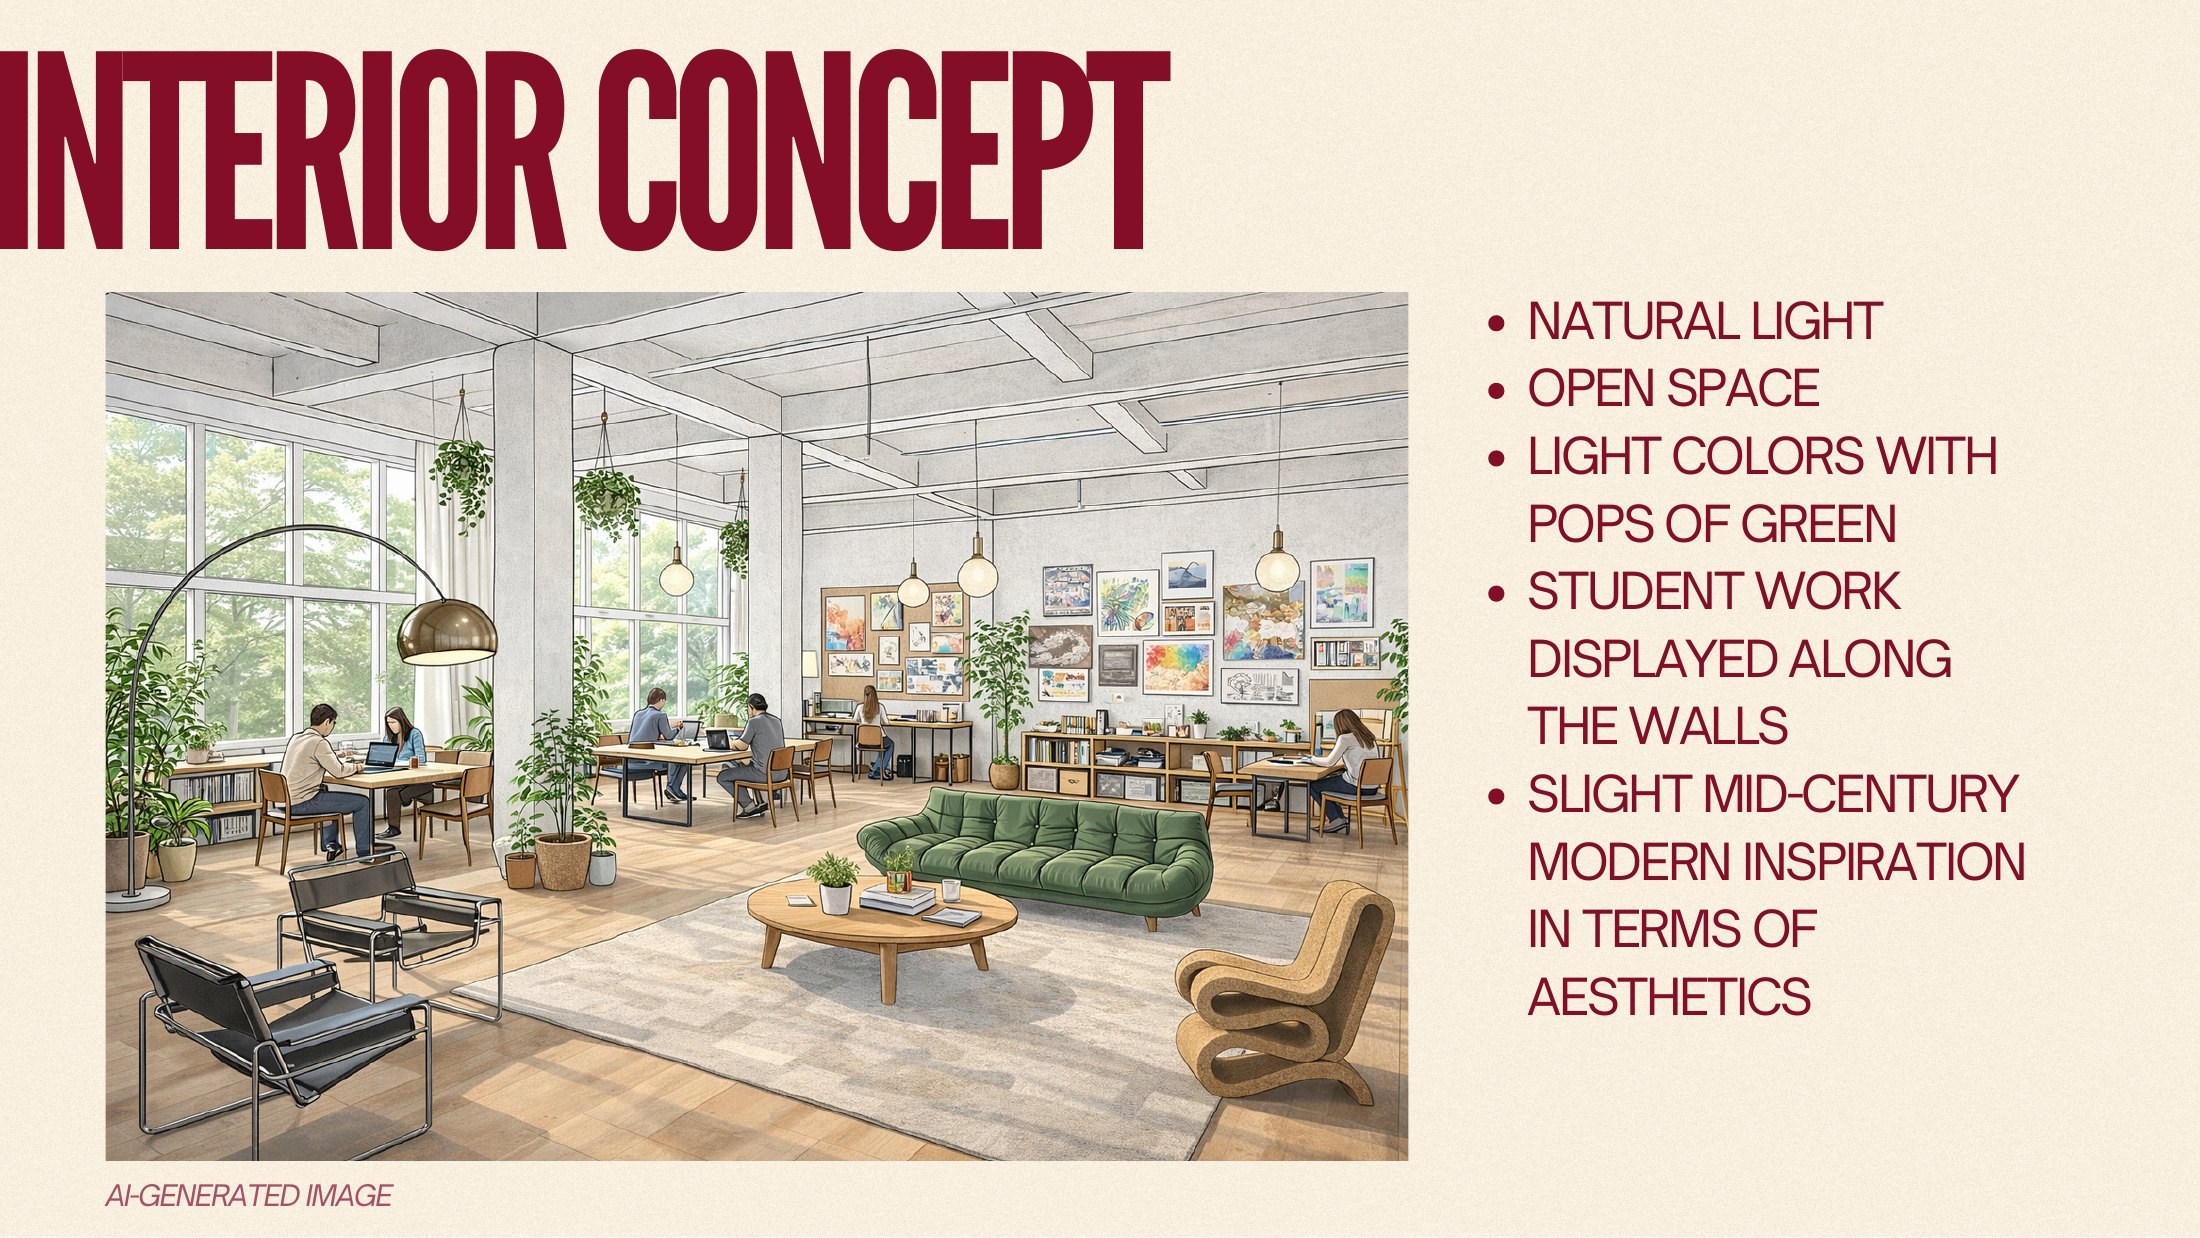 INTERIOR CONCEPT
• NATURAL LIGHT
• OPEN SPACE
• LIGHT COLORS WITH
POPS OF GREEN
• STUDENT WORK
DISPLAYED ALONG
THE WALLS
• SLIGHT MID-CENTURY
MODERN INSPIRATION
IN TERMS OF
AESTHETICS
AI-GENERATED IMAGE